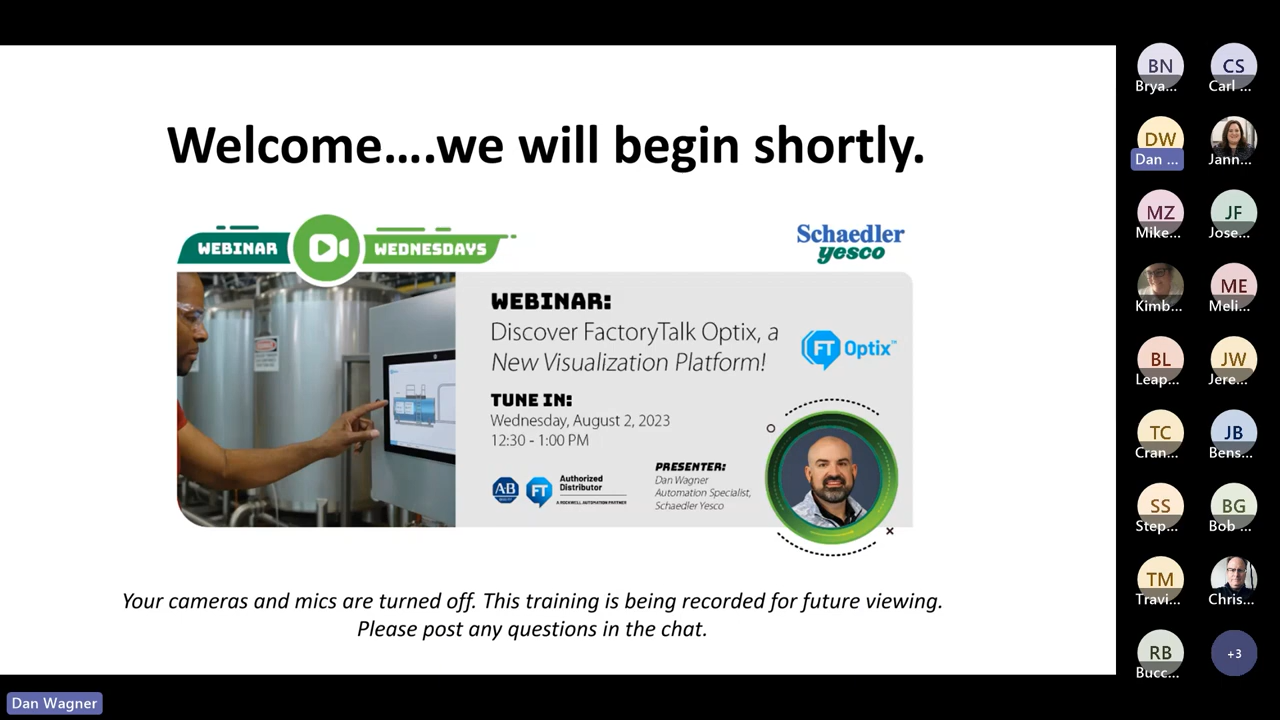 Welcome....we will begin shortly.
WEBINAR
WEDNESDAYS
Schaedler
yesco
WEBINAR:
Discover FactoryTalk Optix, a
New Visualization Platform!
FT Optix™
TUNE IN:
Wednesday, August 2, 2023
12:30 - 1:00 PM
AB
FT
Authorized
Distributor
A ROCKWELL AUTOMATION PARTNER
PRESENTER:
Dan Wagner
Automation Specialist,
Schaedler Yesco
Your cameras and mics are turned off. This training is being recorded for future viewing.
Please post any questions in the chat.
Dan Wagner
BN
Brya...
CS
Carl ...
DW
Dan ...
Jann...
MZ
Mike...
JF
Jose...
Kimb...
ME
Meli...
BL
Leap...
JW
Jere...
TC
Cran...
JB
Bens...
SS
Step...
BG
Bob ...
TM
Travi...
Chris...
RB
Bucc...
+3